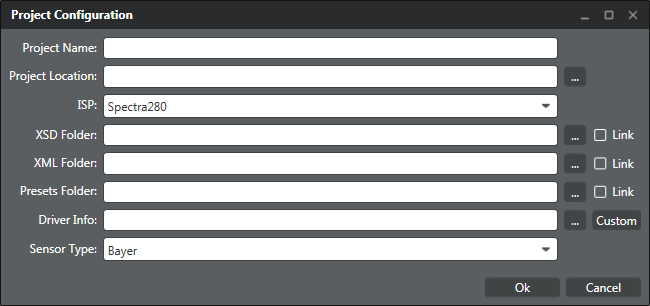 Project Configuration
Project Name:
Project Location: ...
ISP: Spectra280
XSD Folder: ... Link
XML Folder: ... Link
Presets Folder: ... Link
Driver Info: ... Custom
Sensor Type: Bayer
Ok Cancel